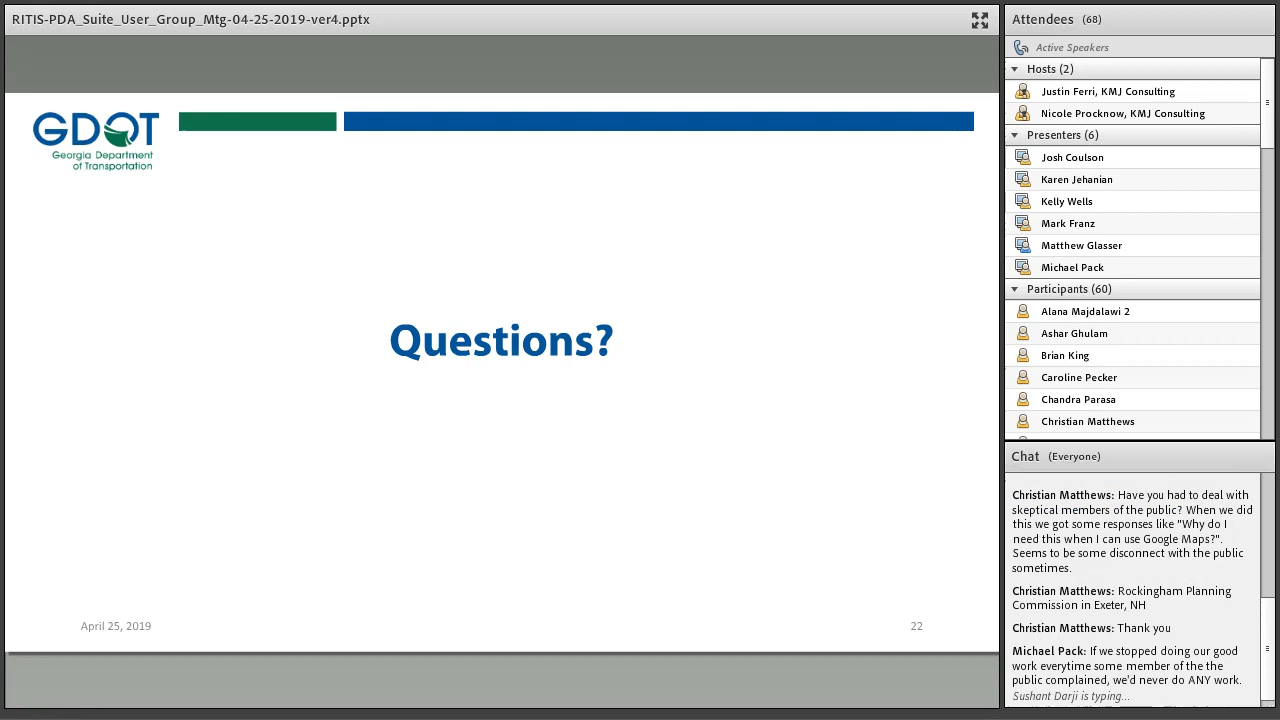 RITIS-PDA_Suite_User_Group_Mtg-04-25-2019-ver4.pptx
GDOT
Georgia Department
of Transportation
Questions?
April 25, 2019
22
Attendees (68)
Active Speakers
Hosts (2)
Justin Ferri, KMJ Consulting
Nicole Procknow, KMJ Consulting
Presenters (6)
Josh Coulson
Karen Jehanian
Kelly Wells
Mark Franz
Matthew Glasser
Michael Pack
Participants (60)
Alana Majdalawi 2
Ashar Ghulam
Brian King
Caroline Pecker
Chandra Parasa
Christian Matthews
Chat (Everyone)
Christian Matthews: Have you had to deal with
skeptical members of the public? When we did
this we got some responses like "Why do I
need this when I can use Google Maps?".
Seems to be some disconnect with the public
sometimes.
Christian Matthews: Rockingham Planning
Commission in Exeter, NH
Christian Matthews: Thank you
Michael Pack: If we stopped doing our good
work everytime some member of the the
public complained, we'd never do ANY work.
Sushant Darji is typing...